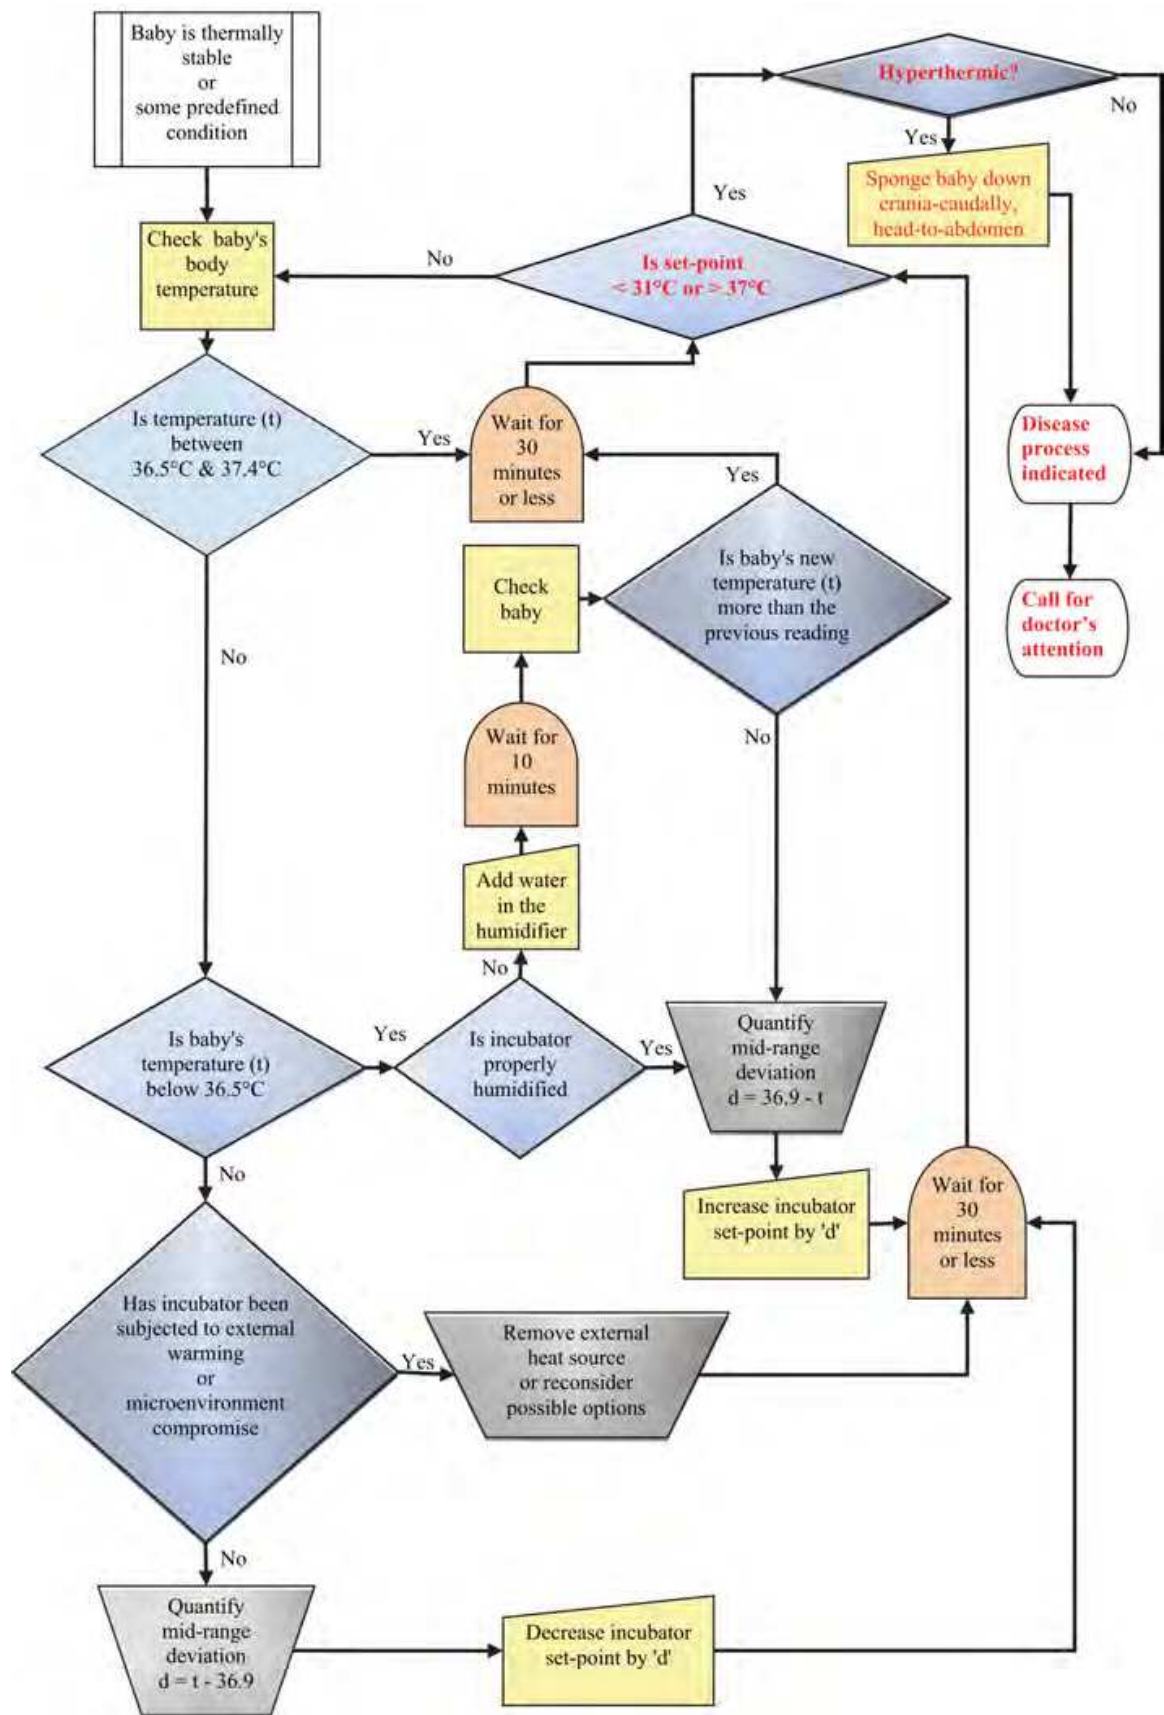 Baby is thermally
stable
or
some predefined
condition
Hyperthermic?
No
Yes
Sponge baby down
crania-caudally,
head-to-abdomen
Yes
Check baby's
body
temperature
No
Is set-point
< 31°C or > 37°C
Is temperature (t)
between
36.5°C & 37.4°C
Yes
Wait for
30
minutes
or less
Yes
Disease
process
indicated
Check
baby
Is baby's new
temperature (t)
more than the
previous reading
Call for
doctor's
attention
No
Wait for
10
minutes
No
Add water
in the
humidifier
No
Is baby's
temperature (t)
below 36.5°C
Yes
Is incubator
properly
humidified
Yes
Quantify
mid-range
deviation
d = 36.9 - t
No
Increase incubator
set-point by 'd'
Wait for
30
minutes
or less
Has incubator been
subjected to external
warming
or
microenvironment
compromise
Yes
Remove external
heat source
or reconsider
possible options
No
Quantify
mid-range
deviation
d = t - 36.9
Decrease incubator
set-point by 'd'